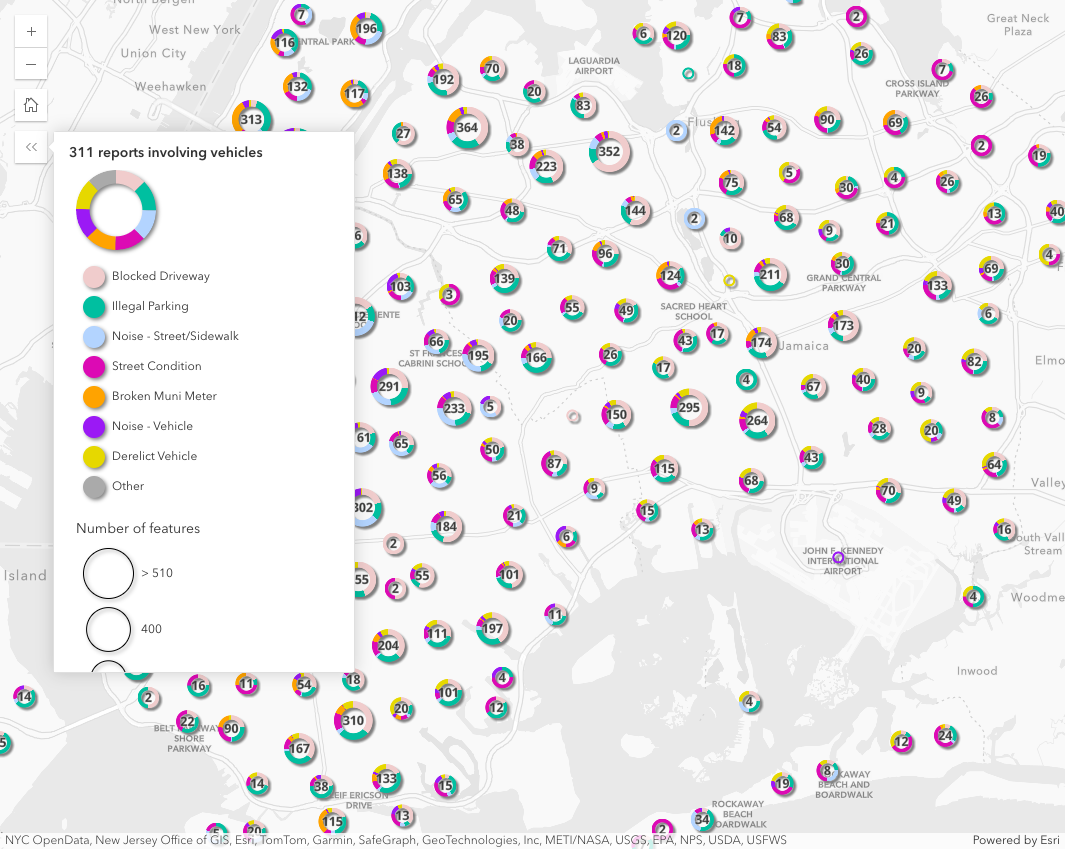 North Bergen
West New York
Union City
Weehawken
CENTRAL PARK
LAGUARDIA
AIRPORT
Great Neck
Plaza
CROSS ISLAND
PARKWAY
7
196
116
132
117
313
192
70
20
83
6
120
7
83
2
26
18
7
26
27
364
38
223
352
2
142
54
90
69
2
19
138
65
48
144
75
5
30
4
26
2
10
68
9
21
13
40
71
96
4
103
3
139
124
211
30
GRAND CENTRAL
PARKWAY
133
69
20
55
49
SACRED HEART
SCHOOL
6
66
ST FRANCES
CABRINI SCHOOL
195
166
26
43
17
174
Jamaica
173
20
82
Elmo
17
4
67
40
9
291
233
5
150
295
264
8
61
65
50
28
20
56
87
115
43
68
64
9
70
49
Valley
302
184
21
15
13
6
16
South Valley
Stream
2
JOHN F. KENNEDY
INTERNATIONAL
AIRPORT
55
2
55
101
4
Woodme
11
204
111
197
Inwood
311 reports involving vehicles
Blocked Driveway
Illegal Parking
Noise - Street/Sidewalk
Street Condition
Broken Muni Meter
Noise - Vehicle
Derelict Vehicle
Other
Number of features
> 510
400
Island
14
2
16
11
54
18
101
4
12
4
22
90
BELT PARKWAY
SHORE
PARKWAY
310
20
167
12
24
14
38
133
15
LEIF ERICSON
DRIVE
19
8
ROCKAWAY
BEACH AND
BOARDWALK
5
20
115
13
2
34
ROCKAWAY
BEACH
BOARDWALK
NYC OpenData, New Jersey Office of GIS, Esri, TomTom, Garmin, SafeGraph, GeoTechnologies, Inc, METI/NASA, USGS, EPA, NPS, USDA, USFWS
Powered by Esri